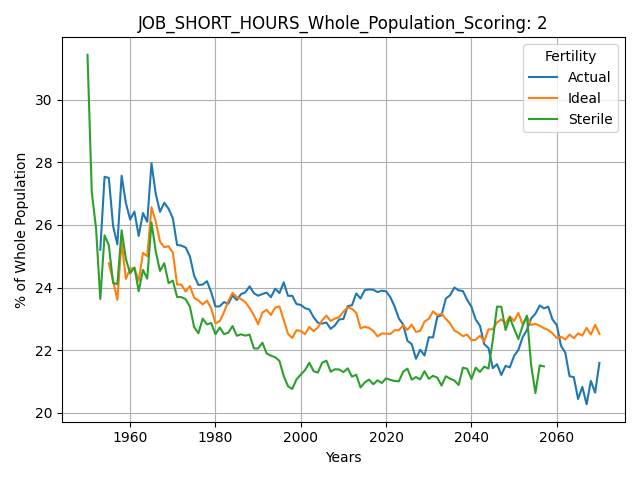 JOB_SHORT_HOURS_Whole_Population_Scoring: 2
Fertility
Actual
Ideal
Sterile
% of Whole Population
30
28
26
24
22
20
1960
1980
2000
2020
2040
2060
Years